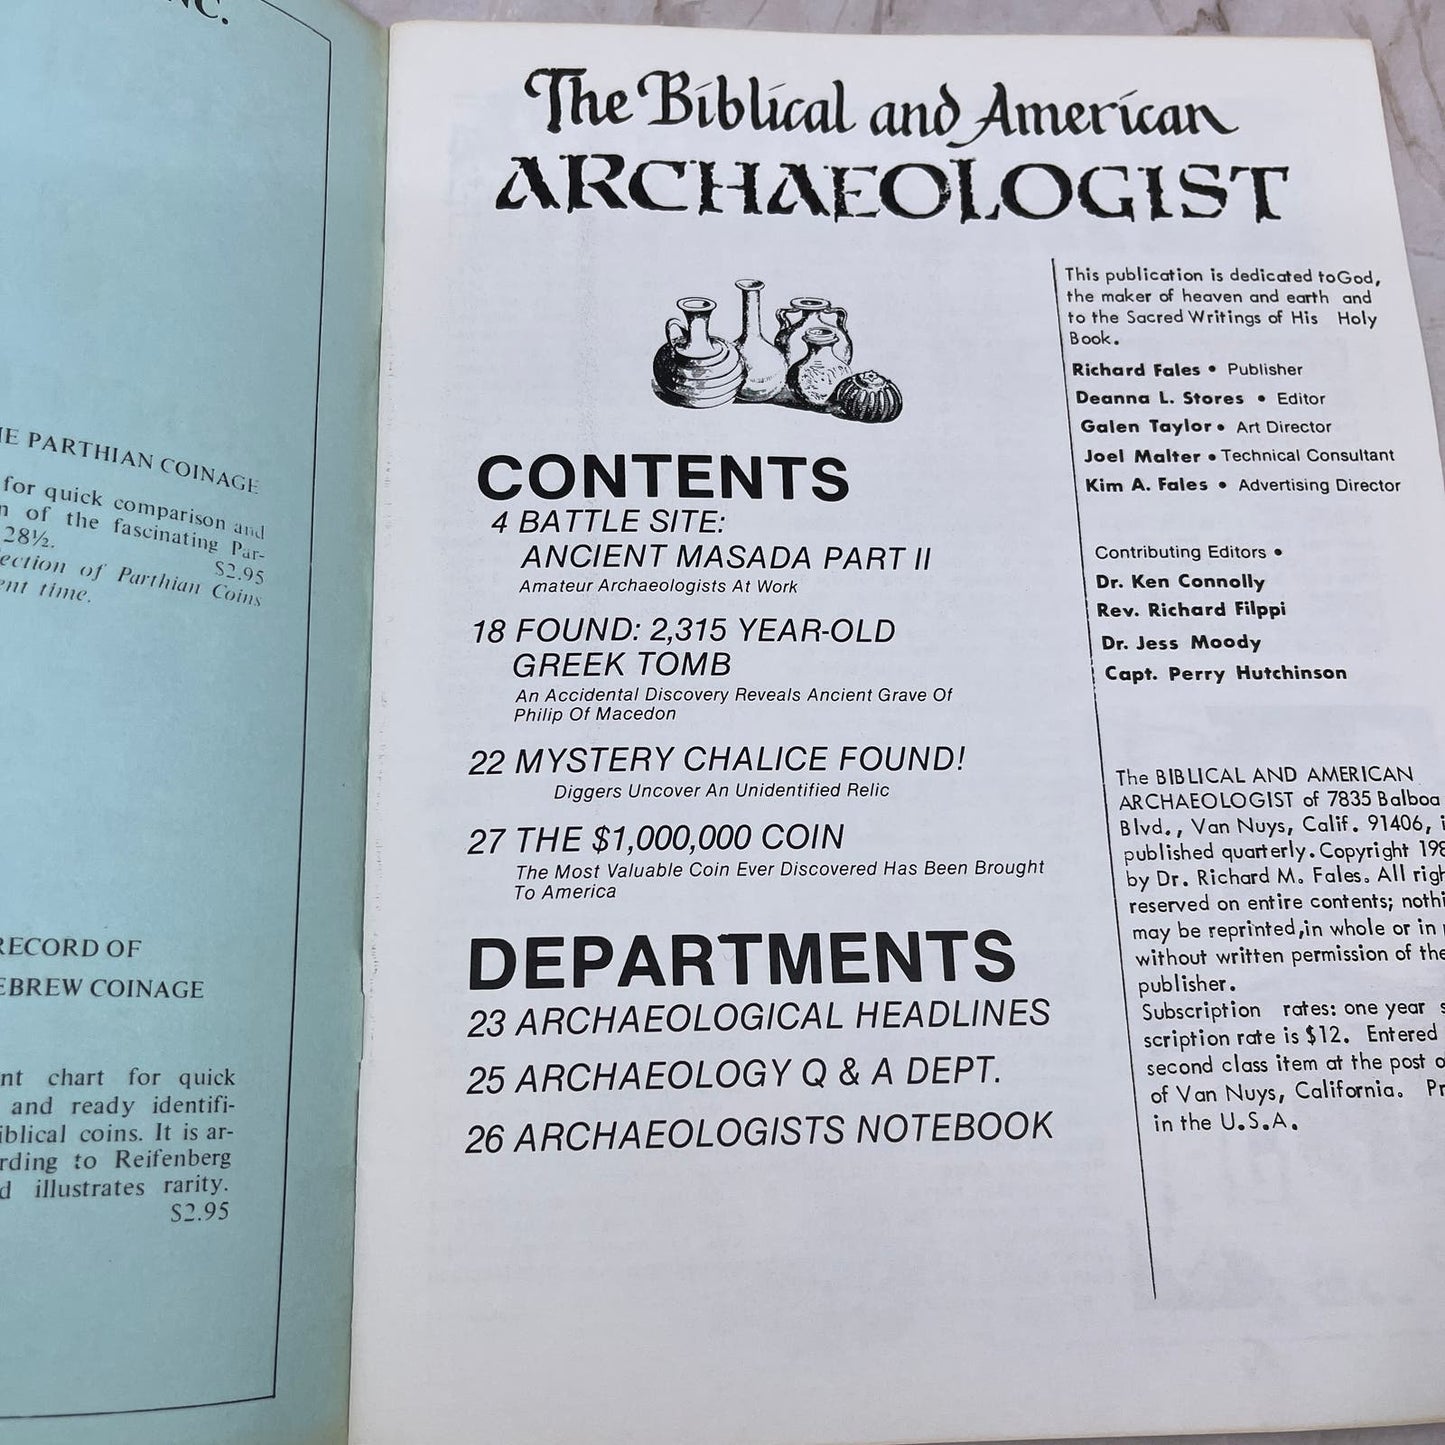 NC.
HE PARTHIAN COINAGE
for quick comparison and
n of the fascinating Par-
28½.
$2.95
ection of Parthian Coins
ent time.
RECORD OF
EBREW COINAGE
nt chart for quick
and ready identifi-
iblical coins. It is ar-
rding to Reifenberg
d illustrates rarity.
$2.95
The Biblical and American
ARCHAEOLOGIST
CONTENTS
4 BATTLE SITE:
ANCIENT MASADA PART II
Amateur Archaeologists At Work
18 FOUND: 2,315 YEAR-OLD
GREEK TOMB
An Accidental Discovery Reveals Ancient Grave Of
Philip Of Macedon
22 MYSTERY CHALICE FOUND!
Diggers Uncover An Unidentified Relic
27 THE $1,000,000 COIN
The Most Valuable Coin Ever Discovered Has Been Brought
To America
DEPARTMENTS
23 ARCHAEOLOGICAL HEADLINES
25 ARCHAEOLOGY Q & A DEPT.
26 ARCHAEOLOGISTS NOTEBOOK
This publication is dedicated toGod,
the maker of heaven and earth and
to the Sacred Writings of His Holy
Book.
Richard Fales • Publisher
Deanna L. Stores • Editor
Galen Taylor • Art Director
Joel Malter • Technical Consultant
Kim A. Fales • Advertising Director
Contributing Editors •
Dr. Ken Connolly
Rev. Richard Filppi
Dr. Jess Moody
Capt. Perry Hutchinson
The BIBLICAL AND AMERICAN
ARCHAEOLOGIST of 7835 Balboa
Blvd., Van Nuys, Calif. 91406, i
published quarterly. Copyright 198
by Dr. Richard M. Fales. All righ
reserved on entire contents; nothi
may be reprinted,in whole or in
without written permission of the
publisher.
Subscription rates: one year s
scription rate is $12. Entered
second class item at the post o
of Van Nuys, California. Pr
in the U.S.A.